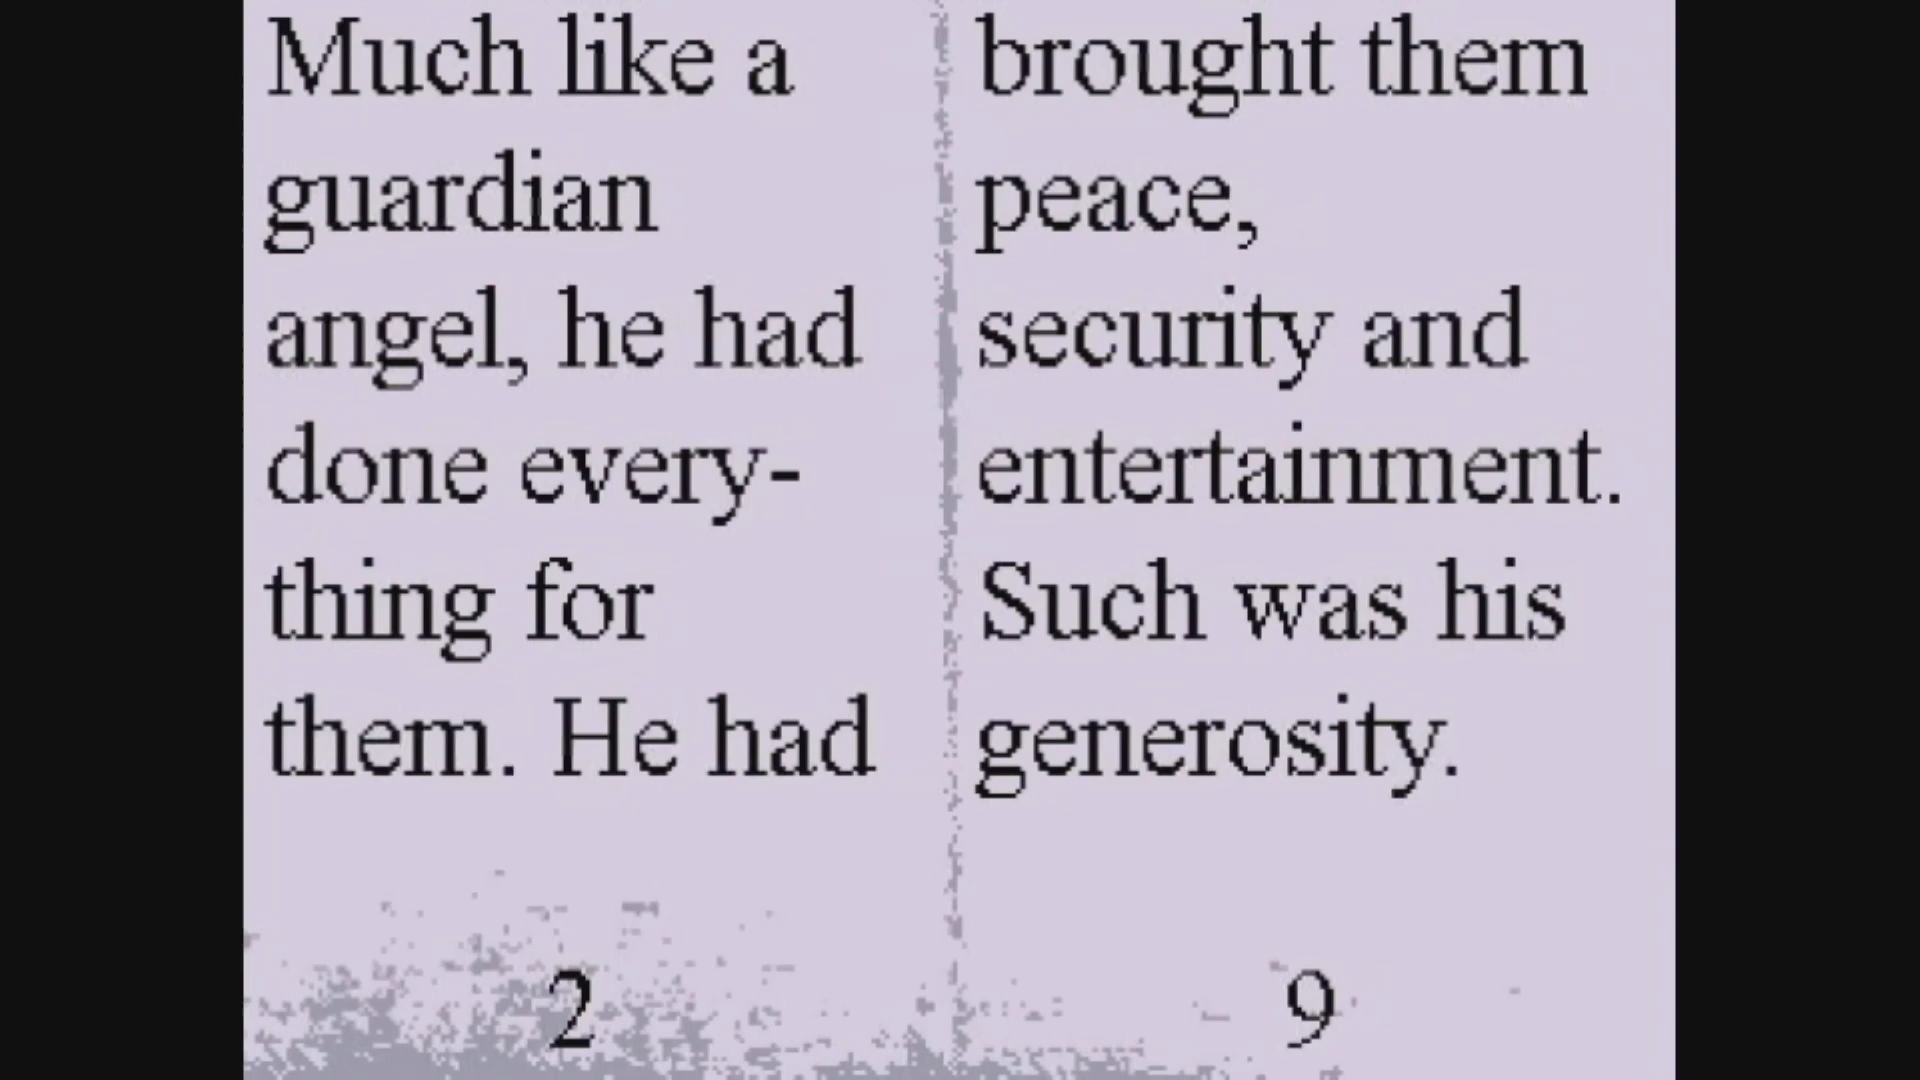 Much like a
guardian
angel, he had
done every-
thing for
them. He had
2
brought them
peace,
security and
entertainment.
Such was his
generosity.
9